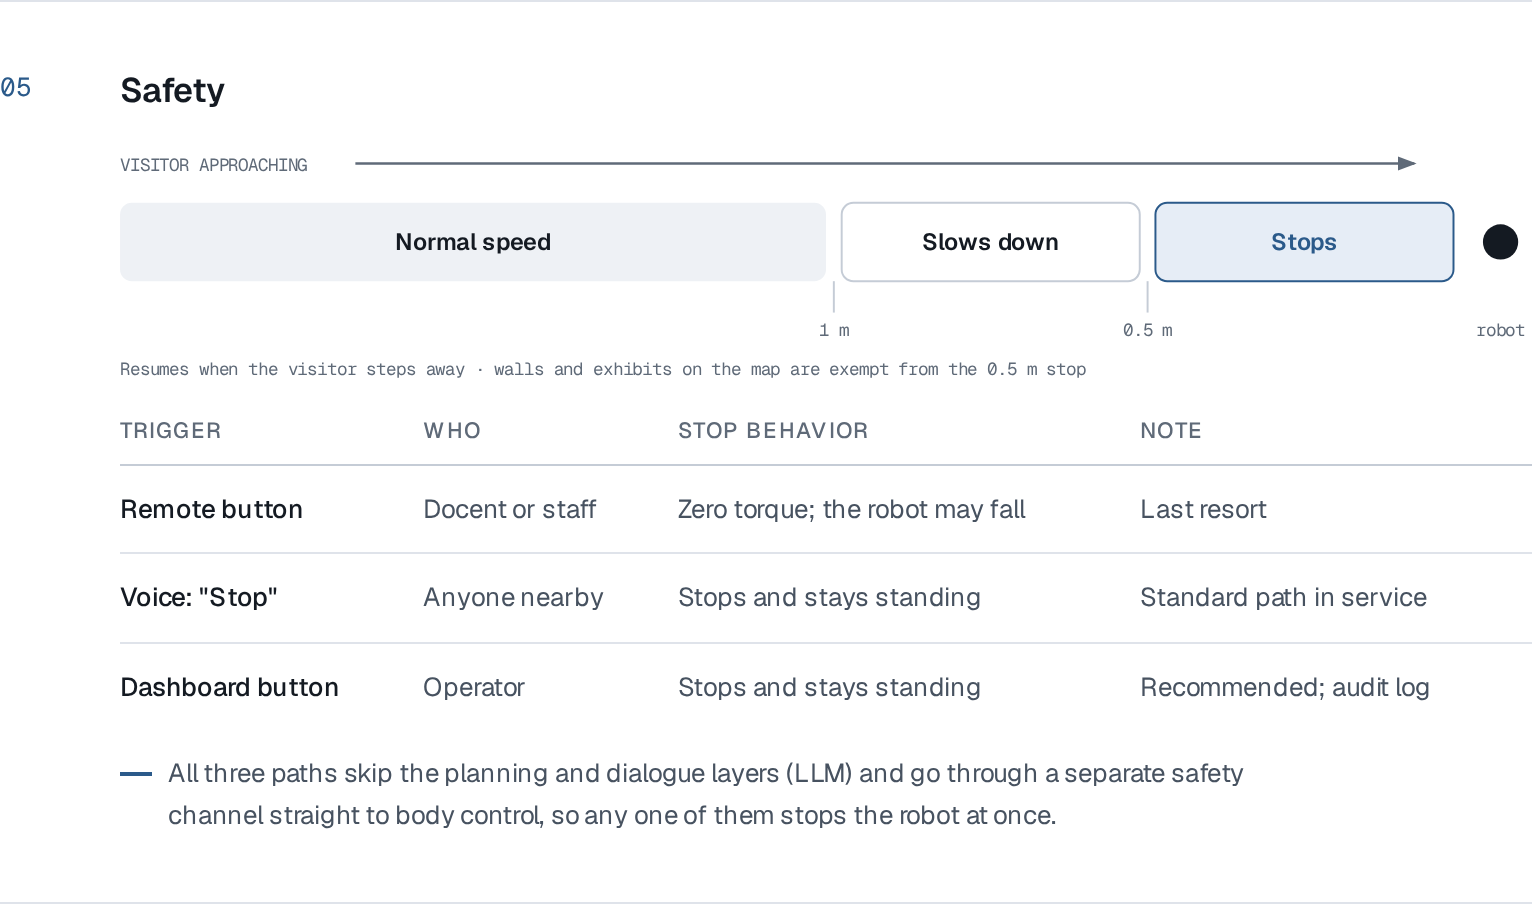 05
Safety
VISITOR APPROACHING
Normal speed
Slows down
Stops
1 m
0.5 m
robot
Resumes when the visitor steps away · walls and exhibits on the map are exempt from the 0.5 m stop
TRIGGER WHO STOP BEHAVIOR NOTE
Remote button Docent or staff Zero torque; the robot may fall Last resort
Voice: "Stop" Anyone nearby Stops and stays standing Standard path in service
Dashboard button Operator Stops and stays standing Recommended; audit log
All three paths skip the planning and dialogue layers (LLM) and go through a separate safety
channel straight to body control, so any one of them stops the robot at once.